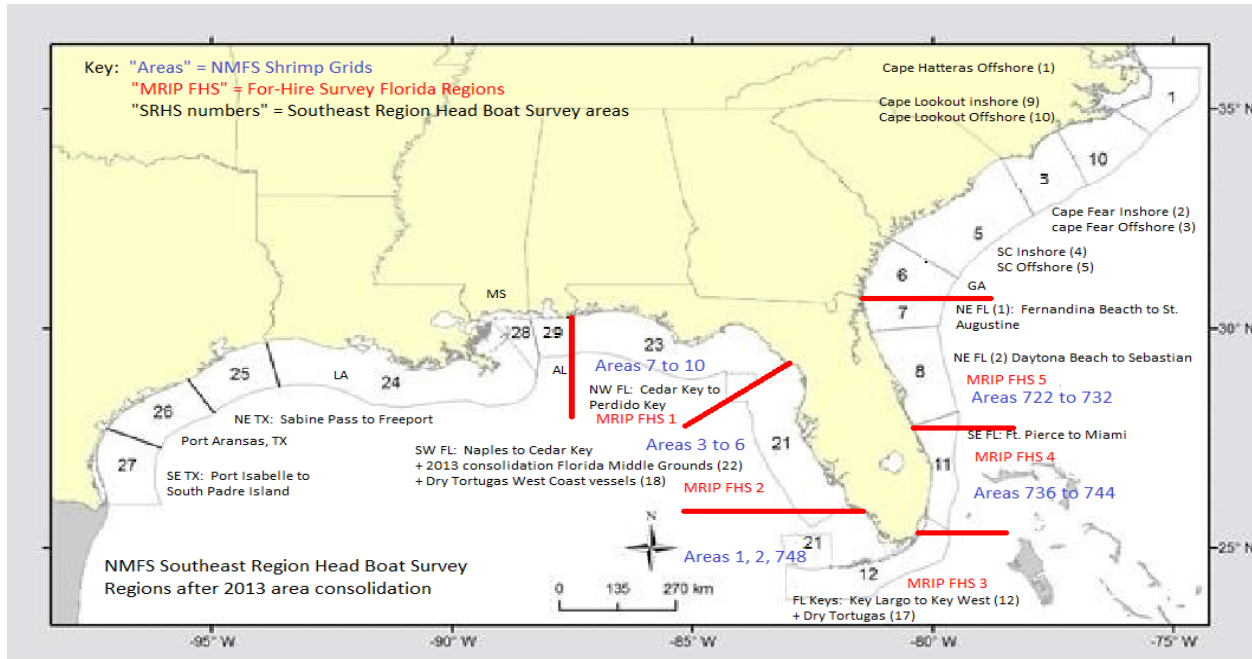 Key: "Areas" = NMFS Shrimp Grids
"MRIP FHS" = For-Hire Survey Florida Regions
"SRHS numbers" = Southeast Region Head Boat Survey areas
Cape Hatteras Offshore (1)
1
35° N
Cape Lookout inshore (9)
Cape Lookout Offshore (10)
10
3
Cape Fear Inshore (2)
cape Fear Offshore (3)
5
SC Inshore (4)
SC Offshore (5)
6
GA
MS
7
NE FL (1): Fernandina Beacth to St.
Augustine
28
29
23
30° N
AL
Areas 7 to 10
NE FL (2) Daytona Beach to Sebastian
8
MRIP FHS 5
Areas 722 to 732
25
LA
24
NW FL: Cedar Key to
Perdido Key
MRIP FHS 1
26
NE TX: Sabine Pass to Freeport
Port Aransas, TX
SE FL: Ft. Pierce to Miami
MRIP FHS 4
Areas 3 to 6
21
SW FL: Naples to Cedar Key
+ 2013 consolidation Florida Middle Grounds (22)
+ Dry Tortugas West Coast vessels (18)
27
SE TX: Port Isabelle to
South Padre Island
11
MRIP FHS 2
Areas 736 to 744
N
21
Areas 1, 2, 748
25° N
NMFS Southeast Region Head Boat Survey
Regions after 2013 area consolidation
12
MRIP FHS 3
0 135 270 km
FL Keys: Key Largo to Key West (12)
+ Dry Tortugas (17)
-95° W
-90° W
-85° W
-80° W
-75° W